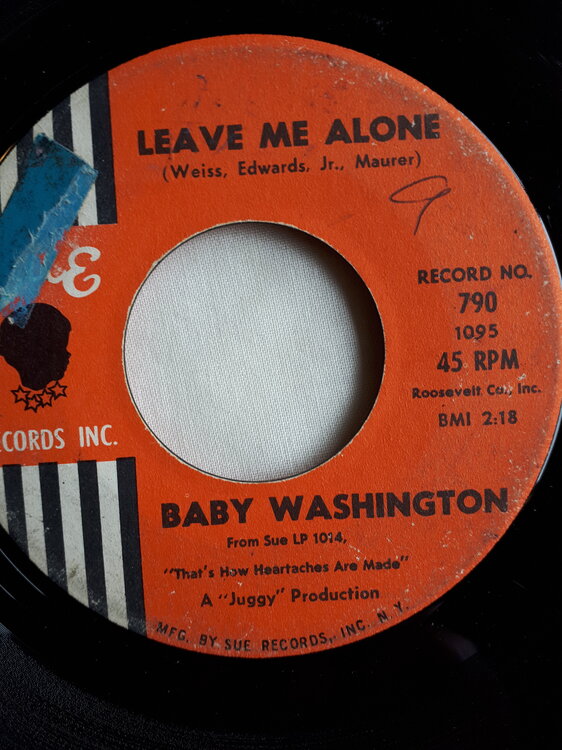 LEAVE ME ALONE
(Weiss, Edwards, Jr., Maurer)
9
RECORD NO.
790
1095
45 RPM
Roosevelt Inc.
BMI 2:18
INC.
BABY WASHINGTON
From Sue LP 1014,
"That's How Heartaches Are Made"
A "Juggy" Production
MFG. BY SUE RECORDS, INC. N. Y.